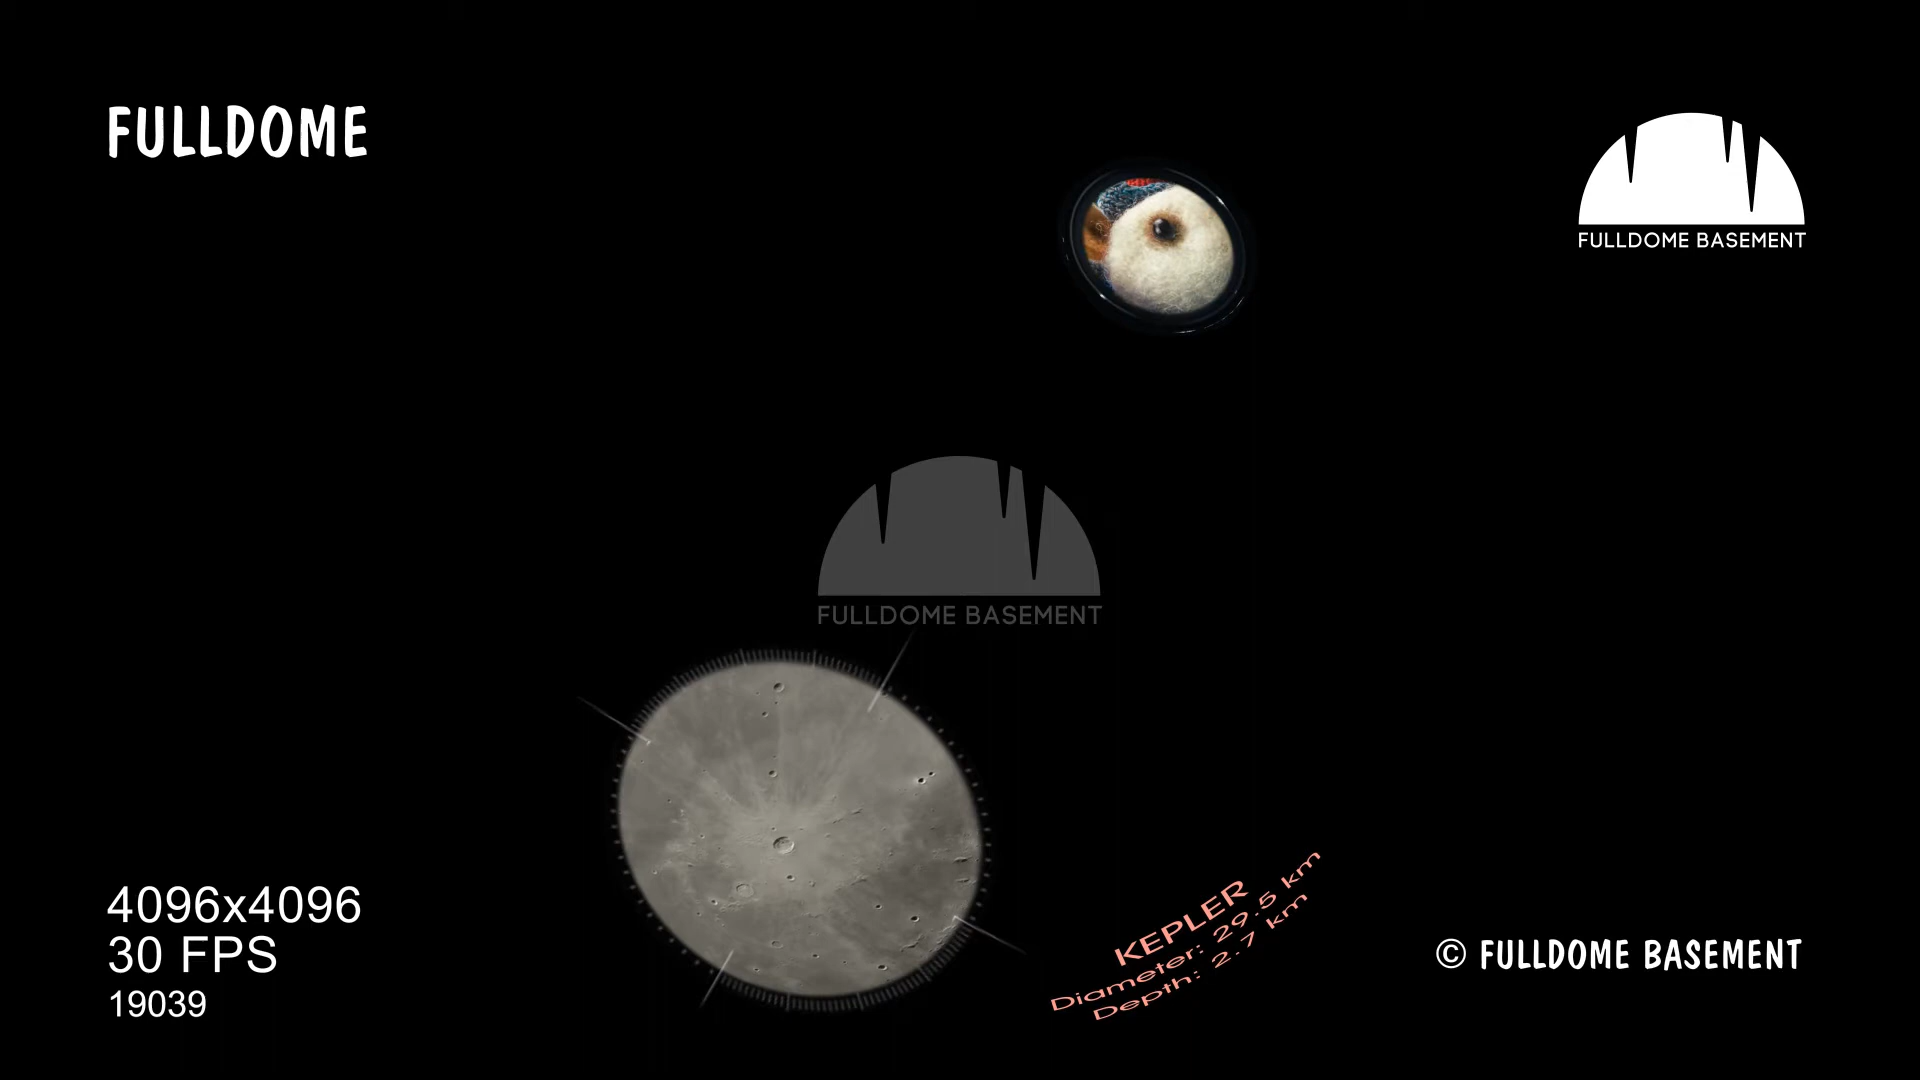 FULLDOME
FULLDOME BASEMENT
FULLDOME BASEMENT
KEPLER
Diameter: 29.5 km
Depth: 2.7 km
4096x4096
30 FPS
19039
© FULLDOME BASEMENT